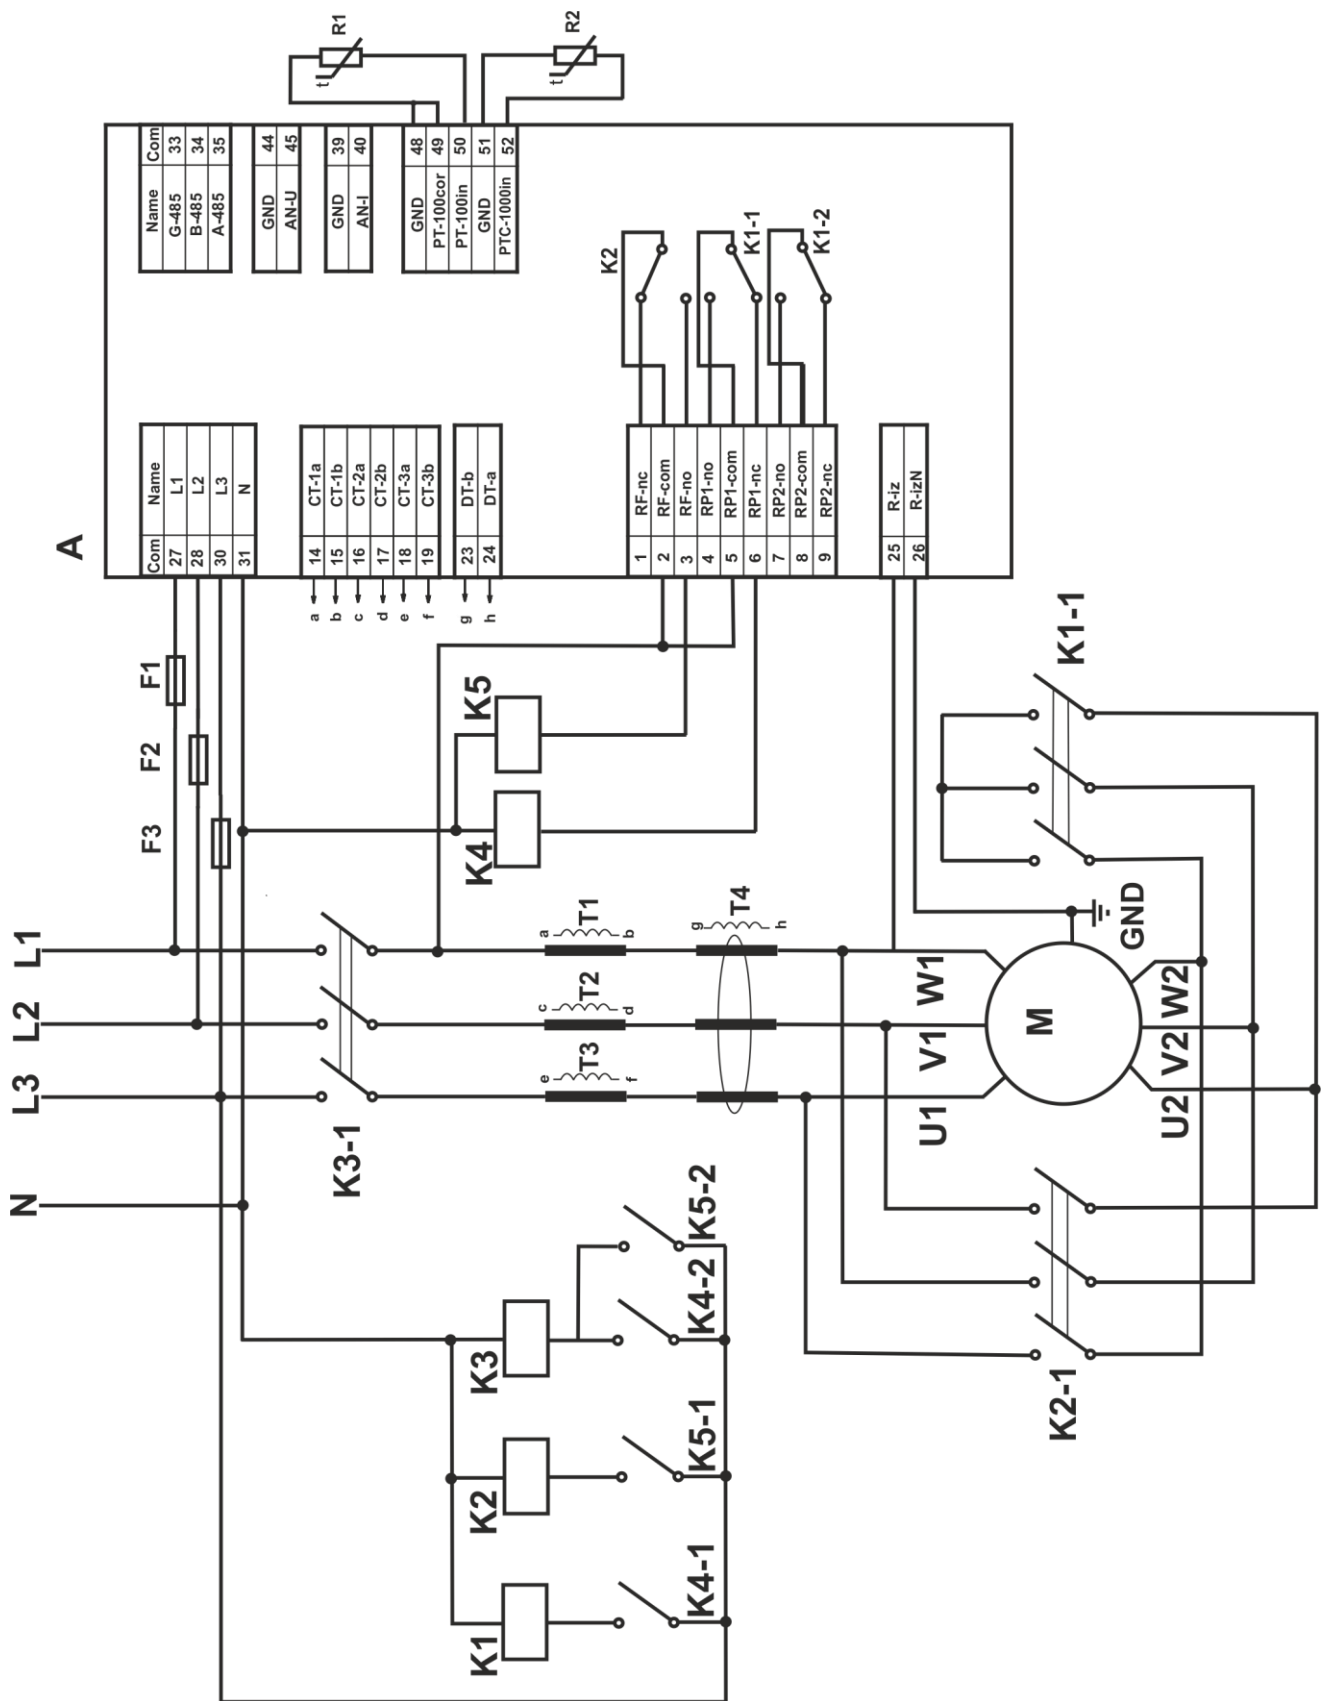 N
L3
L2
L1
A
Com Name
27 L1
28 L2
30 L3
31 N
Name Com
G-485 33
B-485 34
A-485 35
F3
F2
F1
GND 44
AN-U 45
14 CT-1a
15 CT-1b
16 CT-2a
17 CT-2b
18 CT-3a
19 CT-3b
a
b
c
d
e
f
GND 39
AN-I 40
t
R1
GND 48
PT-100cor 49
PT-100in 50
GND 51
PTC-1000in 52
t
R2
23 DT-b
24 DT-a
g
h
K3-1
K1
K2
K3
K4
K5
e
f
T3
c
d
T2
a
b
T1
K2
K1-1
K1-2
1 RF-nc
2 RF-com
3 RF-no
4 RP1-no
5 RP1-com
6 RP1-nc
7 RP2-no
8 RP2-com
9 RP2-nc
K4-1
K5-1
K4-2
K5-2
g
h
T4
25 R-iz
26 R-izN
U1
V1
W1
M
K2-1
K1-1
GND
U2
V2
W2